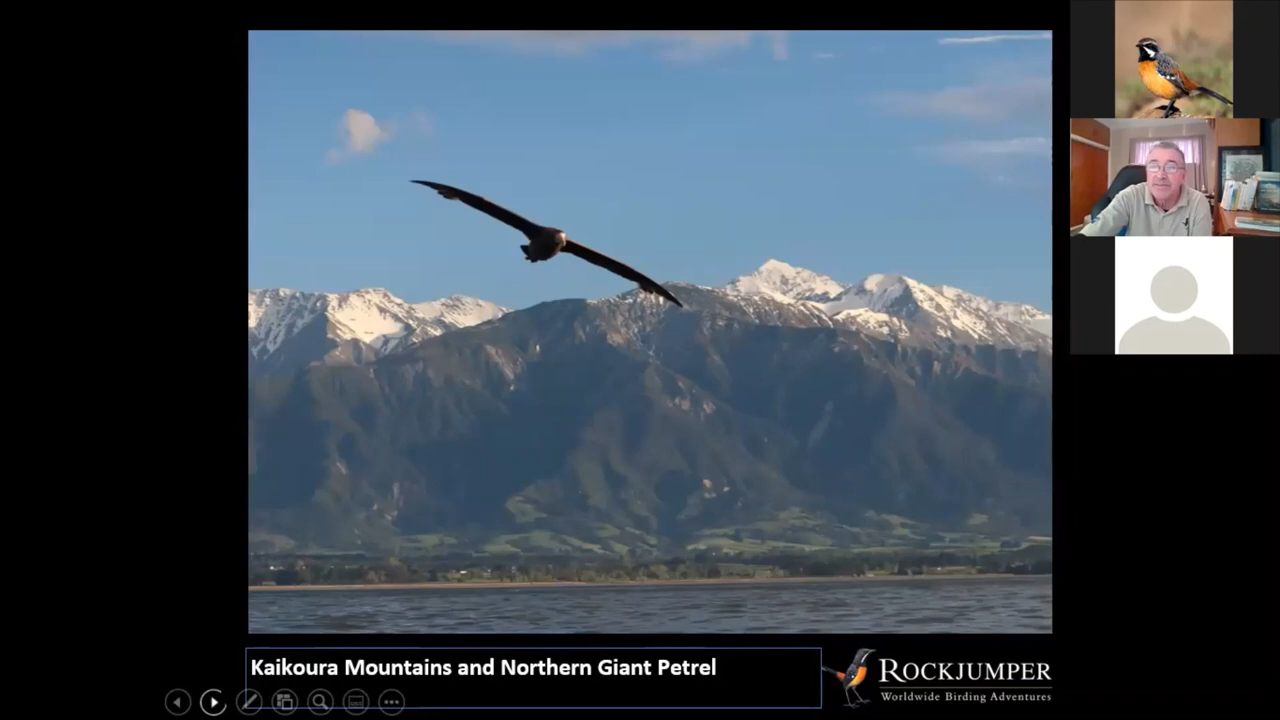 Kaikoura Mountains and Northern Giant Petrel
ROCKJUMPER
Worldwide Birding Adventures